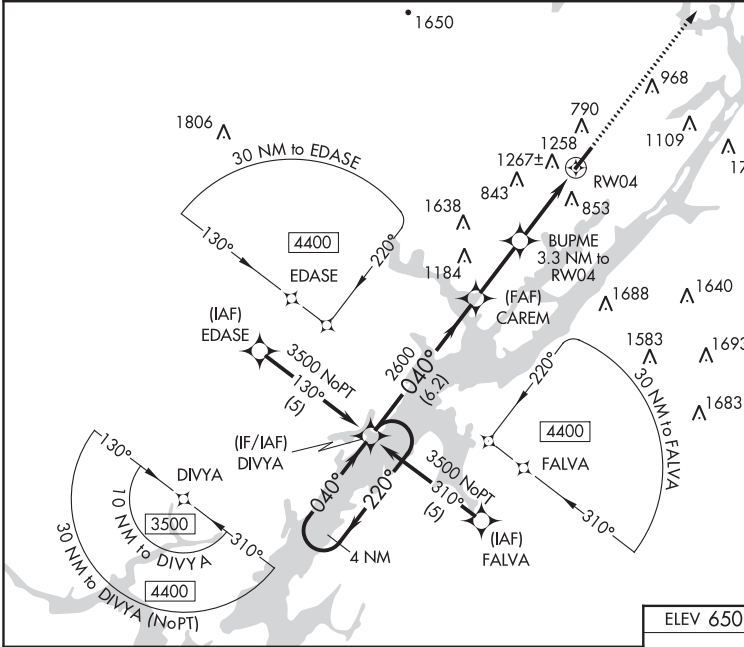 1650
968
790
1806
1109
30 NM to EDASE
1258
1267±
RW04
843
1638
853
130°
4400
220°
BUPME
3.3 NM to
RW04
EDASE
1184
(FAF)
CAREM
1688
1640
(IAF)
EDASE
1583
1693
3500 NoPT
130°
(5)
2600
040°
(6.2)
220°
30 NM to FALVA
1683
4400
(IF/IAF)
DIVYA
130°
DIVYA
FALVA
3500 NoPT
310°
(5)
040°
220°
3500
10 NM to DIVYA
310°
310°
(IAF)
FALVA
4 NM
4400
30 NM to DIVYA (NoPT)
ELEV 650